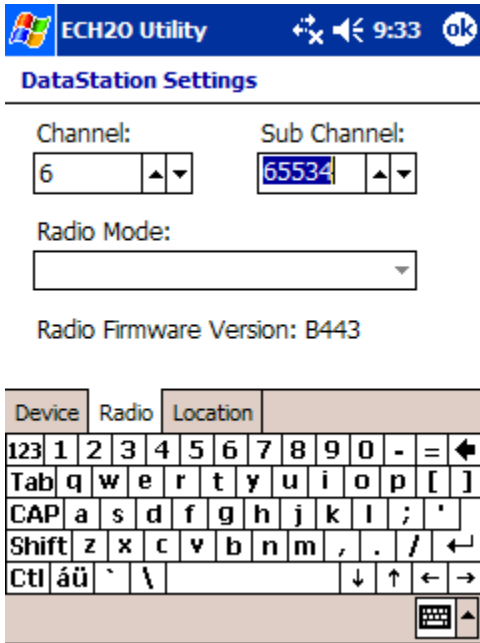 ECH2O Utility 9:33 ok
DataStation Settings
Channel: Sub Channel:
6 65534
Radio Mode:
Radio Firmware Version: B443
Device Radio Location
123 1 2 3 4 5 6 7 8 9 0 - =
Tab q w e r t y u i o p [ ]
CAP a s d f g h j k l ; '
Shift z x c v b n m , . /
Ctl áü ` \